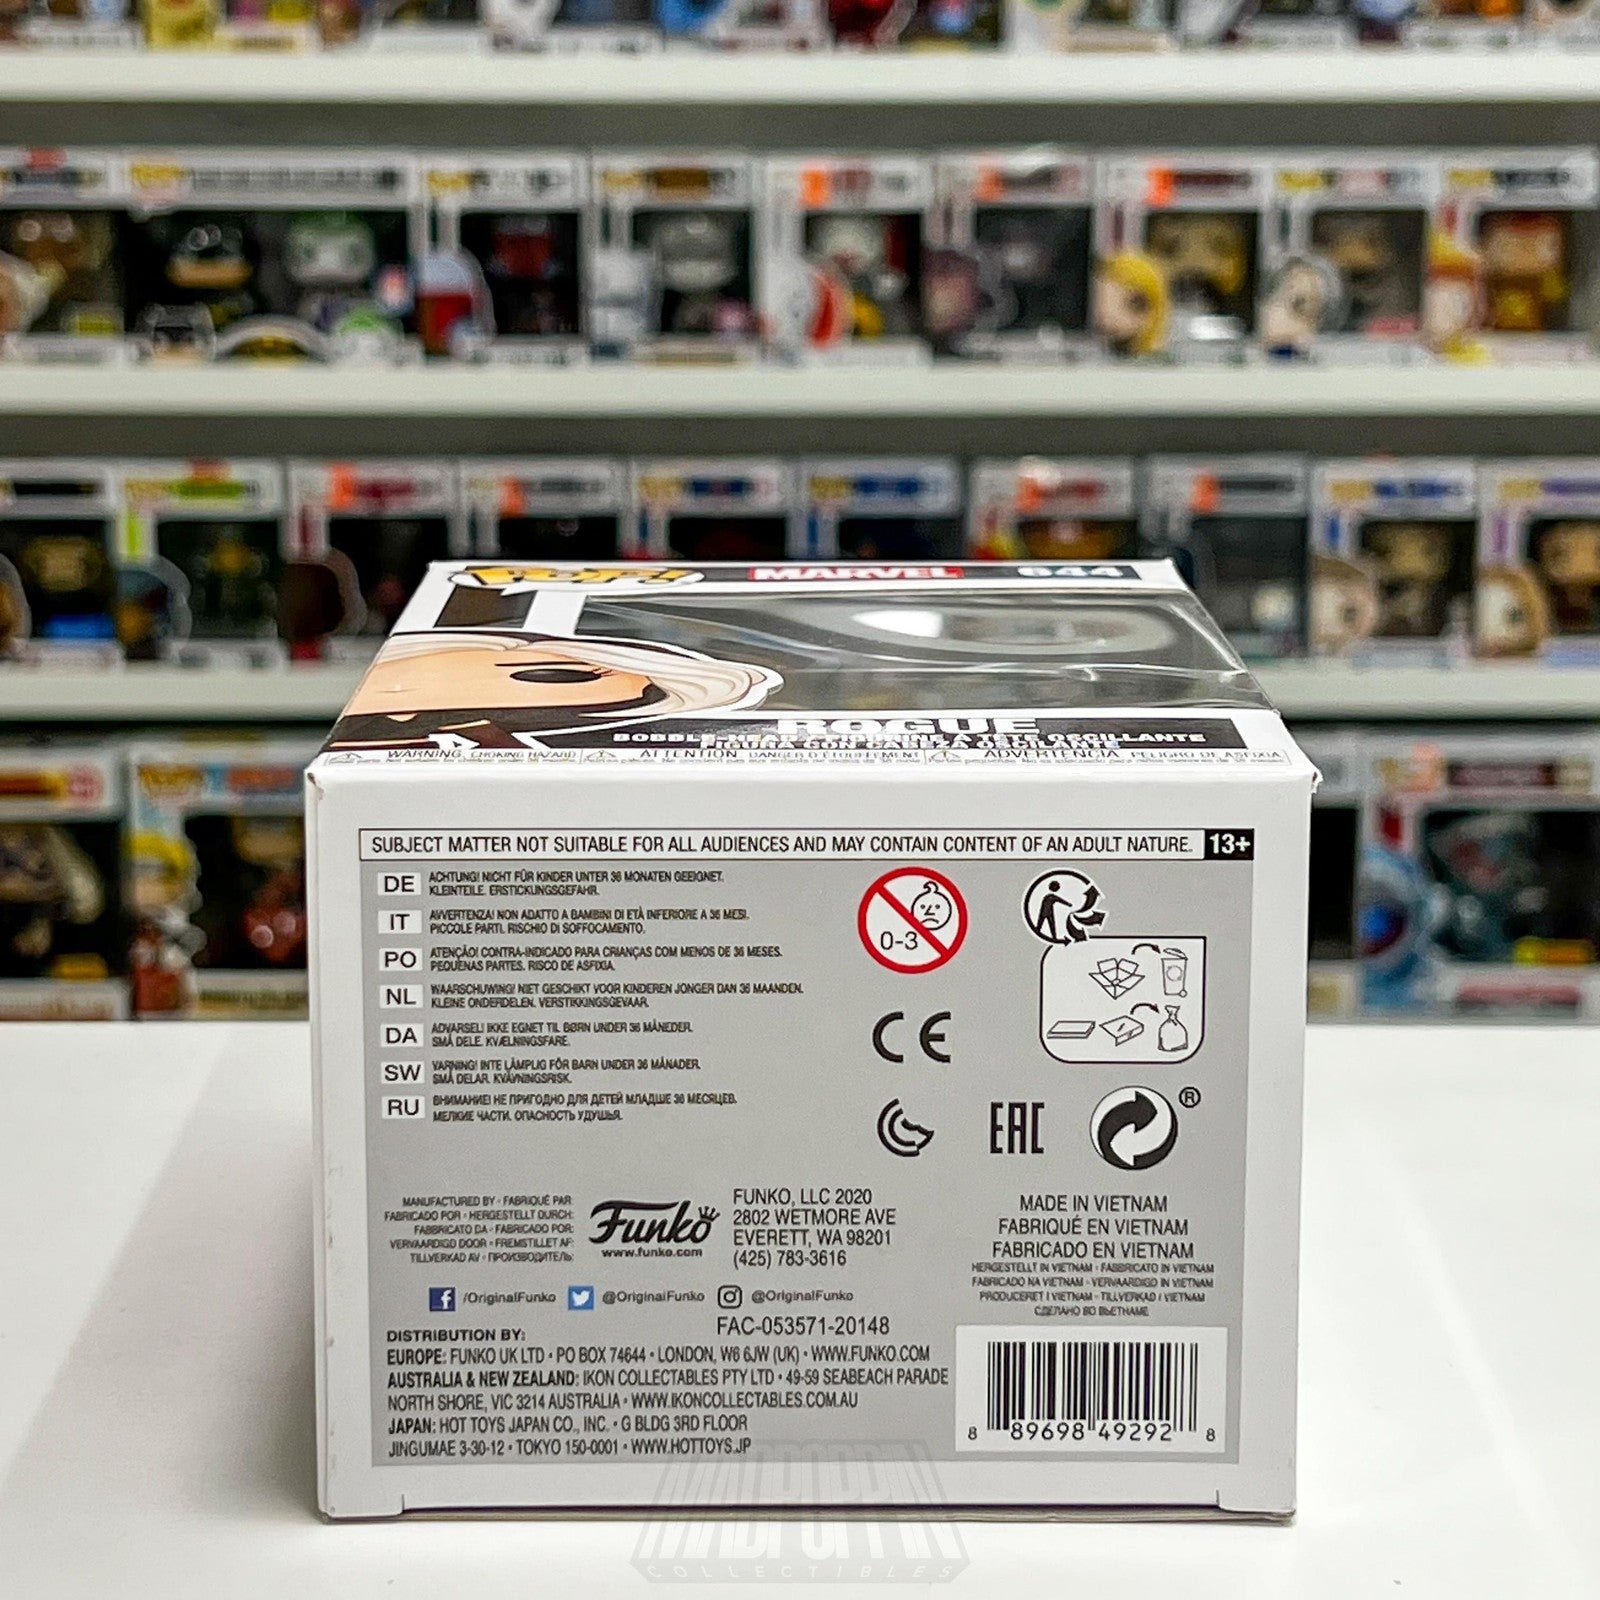 POP! MARVEL 644
ROGUE
BOBBLE-HEAD FIGURINE À TÊTE OSCILLANTE
FIGURA CON CABEZA OSCILANTE
WARNING: CHOKING HAZARD ATTENTION: DANGER D'ÉTOUFFEMENT ADVERTENCIA: PELIGRO DE ASFIXIA
SUBJECT MATTER NOT SUITABLE FOR ALL AUDIENCES AND MAY CONTAIN CONTENT OF AN ADULT NATURE. 13+
DE ACHTUNG! NICHT FÜR KINDER UNTER 36 MONATEN GEEIGNET.
KLEINTEILE. ERSTICKUNGSGEFAHR.
IT AVVERTENZA! NON ADATTO A BAMBINI DI ETÀ INFERIORE A 36 MESI.
PICCOLE PARTI. RISCHIO DI SOFFOCAMENTO.
PO ATENÇÃO! CONTRA-INDICADO PARA CRIANÇAS COM MENOS DE 36 MESES.
PEQUENAS PARTES. RISCO DE ASFIXIA.
NL WAARSCHUWING! NIET GESCHIKT VOOR KINDEREN JONGER DAN 36 MAANDEN.
KLEINE ONDERDELEN. VERSTIKKINGSGEVAAR.
DA ADVARSEL! IKKE EGNET TIL BØRN UNDER 36 MÅNEDER.
SMÅ DELE. KVÆLNINGSFARE.
SW VARNING! INTE LÄMPLIG FÖR BARN UNDER 36 MÅNADER.
SMÅ DELAR. KVÄVNINGSRISK.
RU ВНИМАНИЕ! НЕ ПРИГОДНО ДЛЯ ДЕТЕЙ МЛАДШЕ 36 МЕСЯЦЕВ.
МЕЛКИЕ ЧАСТИ. ОПАСНОСТЬ УДУШЬЯ.
0-3
CE
EAC
®
MANUFACTURED BY • FABRIQUÉ PAR
FABRICADO POR • HERGESTELLT DURCH:
FABBRICATO DA • FABRICADO POR:
VERVAARDIGD DOOR • FREMSTILLET AF:
TILLVERKAD AV • ПРОИЗВОДИТЕЛЬ:
Funko
www.funko.com
FUNKO, LLC 2020
2802 WETMORE AVE
EVERETT, WA 98201
(425) 783-3616
MADE IN VIETNAM
FABRIQUÉ EN VIETNAM
FABRICADO EN VIETNAM
HERGESTELLT IN VIETNAM • FABBRICATO IN VIETNAM
FABRICADO NA VIETNAM • VERVAARDIGD IN VIETNAM
PRODUCERET I VIETNAM • TILLVERKAD I VIETNAM
СДЕЛАНО ВО ВЬЕТНАМЕ
/OriginalFunko @OriginalFunko @OriginalFunko
FAC-053571-20148
DISTRIBUTION BY:
EUROPE: FUNKO UK LTD • PO BOX 74644 • LONDON, W6 6JW (UK) • WWW.FUNKO.COM
AUSTRALIA & NEW ZEALAND: IKON COLLECTABLES PTY LTD • 49-59 SEABEACH PARADE
NORTH SHORE, VIC 3214 AUSTRALIA • WWW.IKONCOLLECTABLES.COM.AU
JAPAN: HOT TOYS JAPAN CO., INC. • G BLDG 3RD FLOOR
JINGUMAE 3-30-12 • TOKYO 150-0001 • WWW.HOTTOYS.JP
8 89698 49292 8
MADPOPPIN
COLLECTIBLES